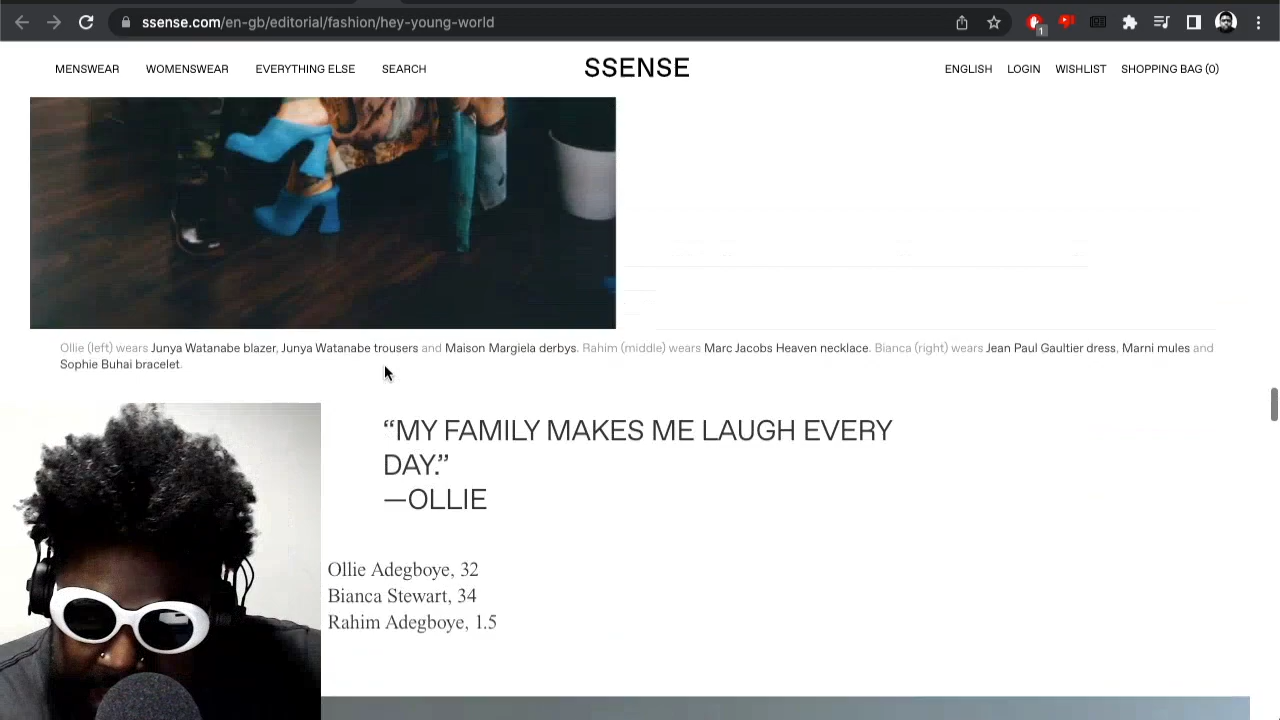 ssense.com/en-gb/editorial/fashion/hey-young-world
1
MENSWEAR WOMENSWEAR EVERYTHING ELSE SEARCH SSENSE ENGLISH LOGIN WISHLIST SHOPPING BAG (0)
Ollie (left) wears Junya Watanabe blazer, Junya Watanabe trousers and Maison Margiela derbys. Rahim (middle) wears Marc Jacobs Heaven necklace. Bianca (right) wears Jean Paul Gaultier dress, Marni mules and
Sophie Buhai bracelet.
“MY FAMILY MAKES ME LAUGH EVERY
DAY.”
—OLLIE
Ollie Adegboye, 32
Bianca Stewart, 34
Rahim Adegboye, 1.5